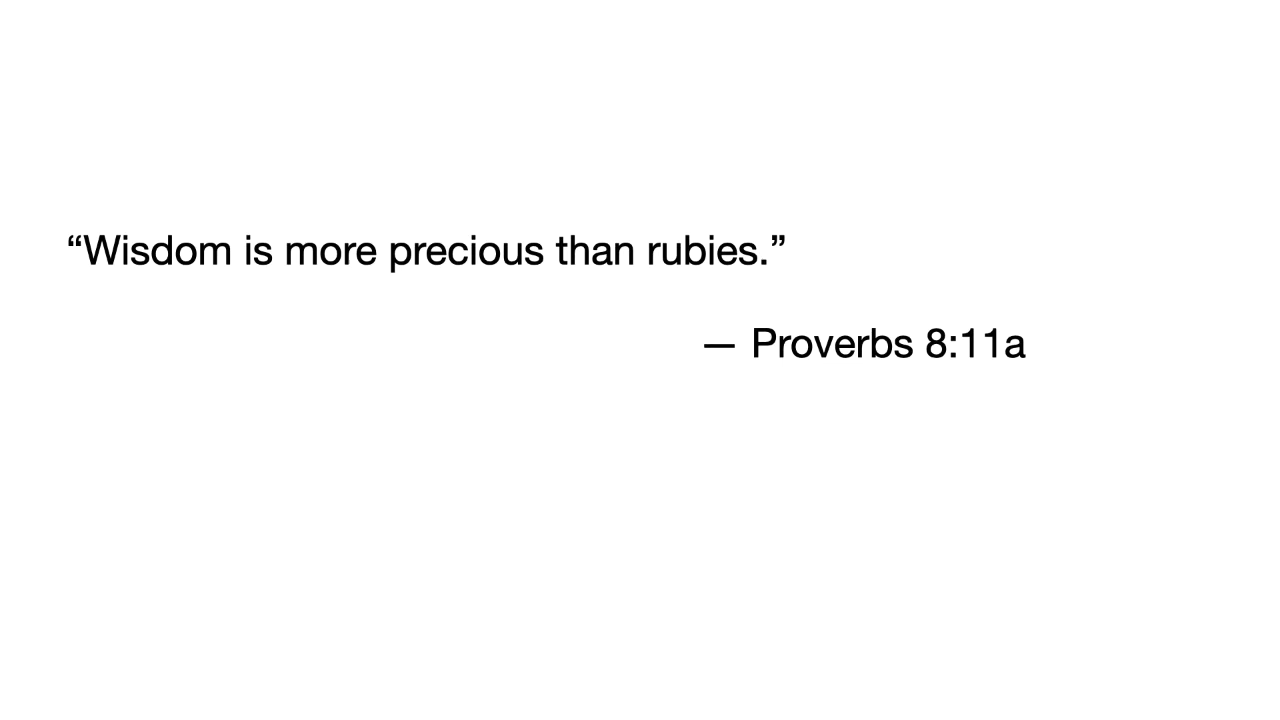 “Wisdom is more precious than rubies.”
— Proverbs 8:11a